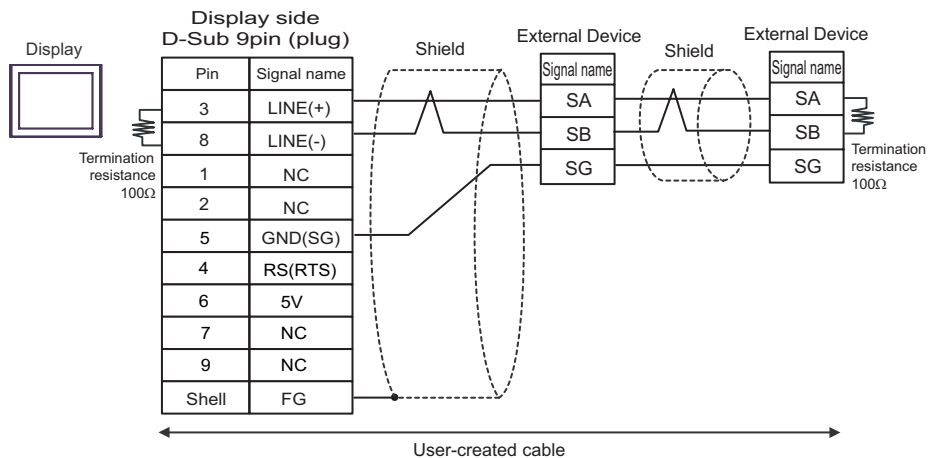 Display side
D-Sub 9pin (plug)
Display
Shield
External Device
Shield
External Device
Pin Signal name
3 LINE(+)
8 LINE(-)
1 NC
2 NC
5 GND(SG)
4 RS(RTS)
6 5V
7 NC
9 NC
Shell FG
Termination
resistance
100Ω
Signal name
SA
SB
SG
Signal name
SA
SB
SG
Termination
resistance
100Ω
User-created cable